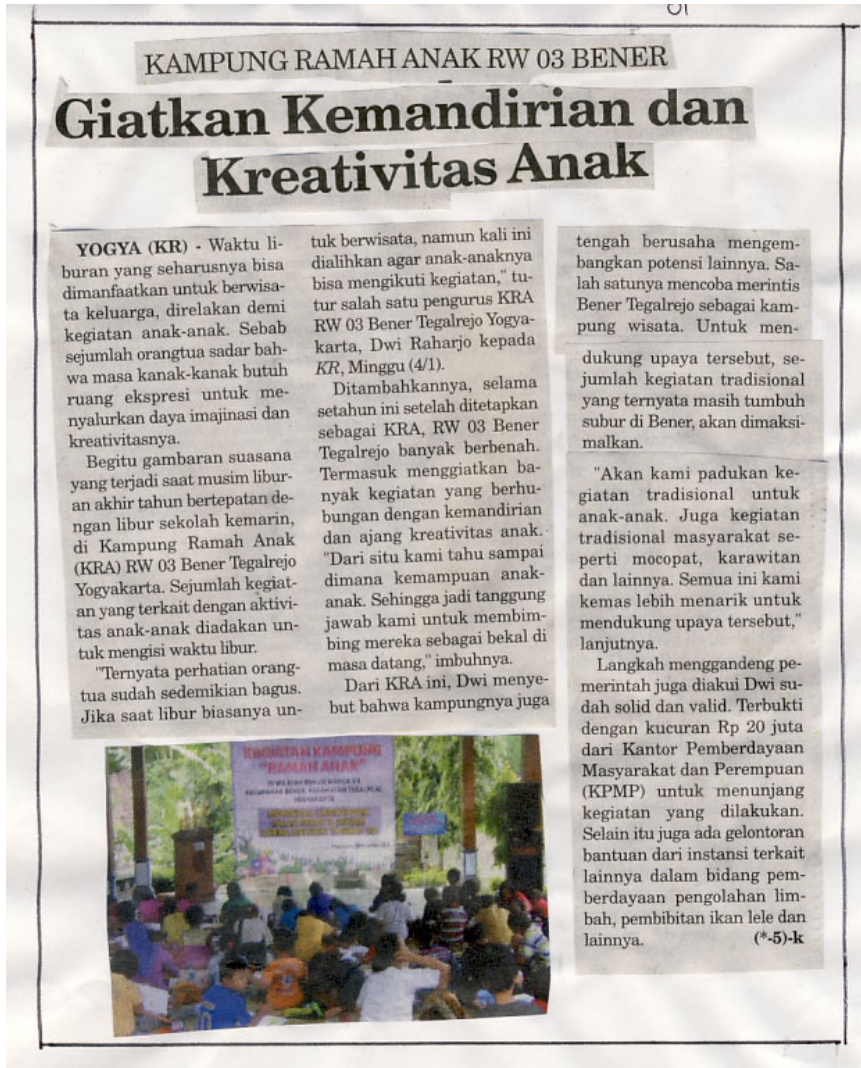 KAMPUNG RAMAH ANAK RW 03 BENER
Giatkan Kemandirian dan
Kreativitas Anak
YOGYA (KR) - Waktu li-
buran yang seharusnya bisa
dimanfaatkan untuk berwisa-
ta keluarga, direlakan demi
kegiatan anak-anak. Sebab
sejumlah orangtua sadar bah-
wa masa kanak-kanak butuh
ruang ekspresi untuk me-
nyalurkan daya imajinasi dan
kreativitasnya.
Begitu gambaran suasana
yang terjadi saat musim libur-
an akhir tahun bertepatan de-
ngan libur sekolah kemarin,
di Kampung Ramah Anak
(KRA) RW 03 Bener Tegalrejo
Yogyakarta. Sejumlah kegiat-
an yang terkait dengan aktivi-
tas anak-anak diadakan un-
tuk mengisi waktu libur.
"Ternyata perhatian orang-
tua sudah sedemikian bagus.
Jika saat libur biasanya un-
tuk berwisata, namun kali ini
dialihkan agar anak-anaknya
bisa mengikuti kegiatan," tu-
tur salah satu pengurus KRA
RW 03 Bener Tegalrejo Yogya-
karta, Dwi Raharjo kepada
KR, Minggu (4/1).
Ditambahkannya, selama
setahun ini setelah ditetapkan
sebagai KRA, RW 03 Bener
Tegalrejo banyak berbenah.
Termasuk menggiatkan ba-
nyak kegiatan yang berhu-
bungan dengan kemandirian
dan ajang kreativitas anak.
"Dari situ kami tahu sampai
dimana kemampuan anak-
anak. Sehingga jadi tanggung
jawab kami untuk membim-
bing mereka sebagai bekal di
masa datang," imbuhnya.
Dari KRA ini, Dwi menye-
but bahwa kampungnya juga
tengah berusaha mengem-
bangkan potensi lainnya. Sa-
lah satunya mencoba merintis
Bener Tegalrejo sebagai kam-
pung wisata. Untuk men-
dukung upaya tersebut, se-
jumlah kegiatan tradisional
yang ternyata masih tumbuh
subur di Bener, akan dimaksi-
malkan.
"Akan kami padukan ke-
giatan tradisional untuk
anak-anak. Juga kegiatan
tradisional masyarakat se-
perti mocopat, karawitan
dan lainnya. Semua ini kami
kemas lebih menarik untuk
mendukung upaya tersebut,"
lanjutnya.
Langkah menggandeng pe-
merintah juga diakui Dwi su-
dah solid dan valid. Terbukti
dengan kucuran Rp 20 juta
dari Kantor Pemberdayaan
Masyarakat dan Perempuan
(KPMP) untuk menunjang
kegiatan yang dilakukan.
Selain itu juga ada gelontoran
bantuan dari instansi terkait
lainnya dalam bidang pem-
berdayaan pengolahan lim-
bah, pembibitan ikan lele dan
lainnya. (*-5)-k
KEGIATAN KAMPUNG
"RAMAH ANAK"